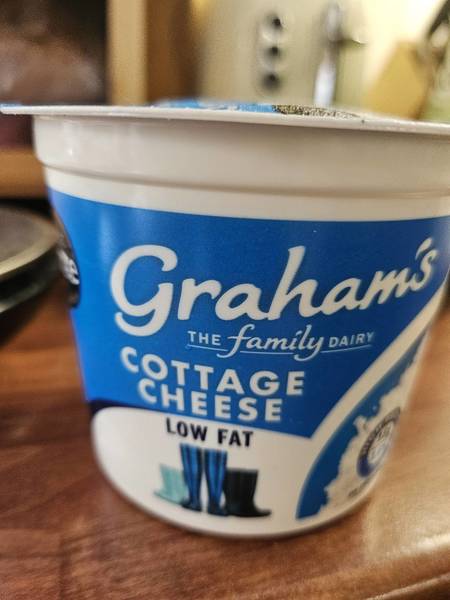 Graham's
THE family DAIRY
COTTAGE
CHEESE
LOW FAT